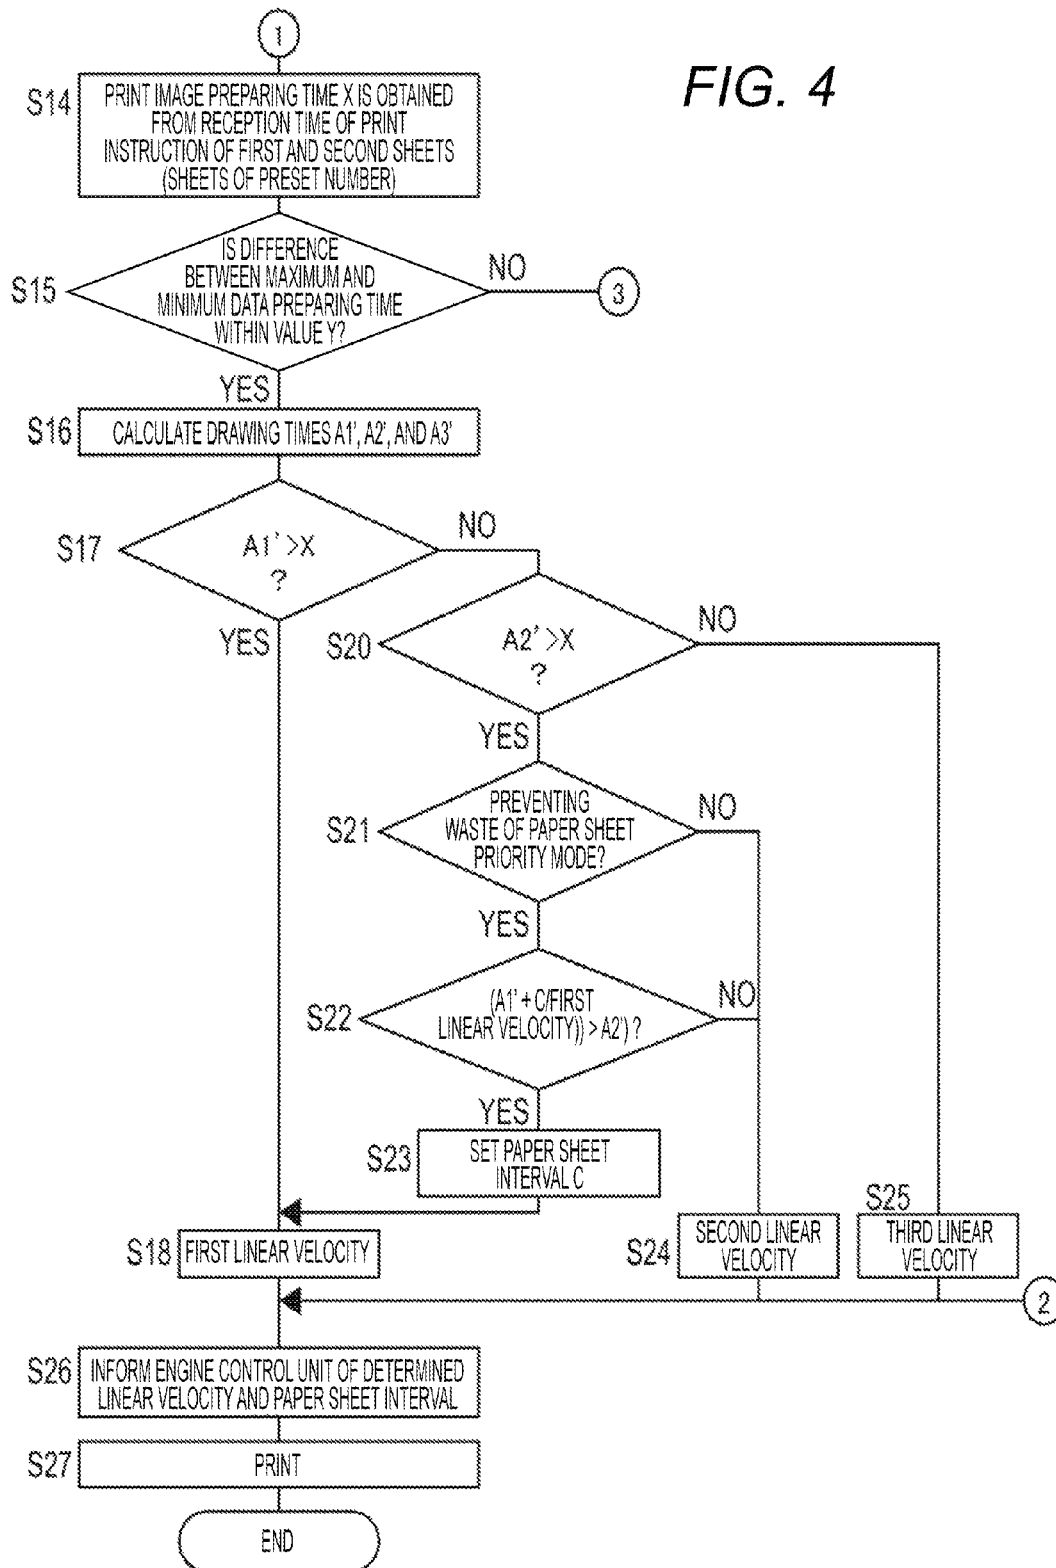 1
FIG. 4
S14
PRINT IMAGE PREPARING TIME X IS OBTAINED
FROM RECEPTION TIME OF PRINT
INSTRUCTION OF FIRST AND SECOND SHEETS
(SHEETS OF PRESET NUMBER)
S15
IS DIFFERENCE
BETWEEN MAXIMUM AND
MINIMUM DATA PREPARING TIME
WITHIN VALUE Y?
NO
3
YES
S16
CALCULATE DRAWING TIMES A1', A2', AND A3'
S17
A1' >X
?
NO
YES
S20
A2' >X
?
NO
YES
S21
PREVENTING
WASTE OF PAPER SHEET
PRIORITY MODE?
NO
YES
S22
(A1' + C/FIRST
LINEAR VELOCITY)) > A2') ?
NO
YES
S23
SET PAPER SHEET
INTERVAL C
S18
FIRST LINEAR VELOCITY
S24
SECOND LINEAR
VELOCITY
S25
THIRD LINEAR
VELOCITY
2
S26
INFORM ENGINE CONTROL UNIT OF DETERMINED
LINEAR VELOCITY AND PAPER SHEET INTERVAL
S27
PRINT
END